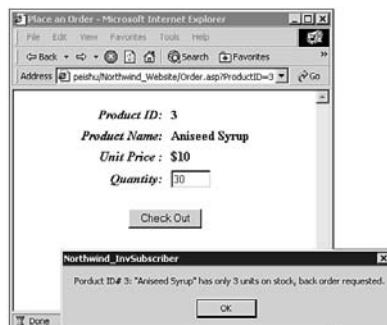 Place an Order - Microsoft Internet Explorer
File Edit View Favorites Tools Help
Back Search Favorites
Address peishu/Northwind_Website/Order.asp?ProductID=3 Go
Product ID: 3
Product Name: Aniseed Syrup
Unit Price : $10
Quantity: 30
Check Out
Northwind_InvSubscriber
Porduct ID# 3: "Aniseed Syrup" has only 3 units on stock, back order requested.
OK
Done